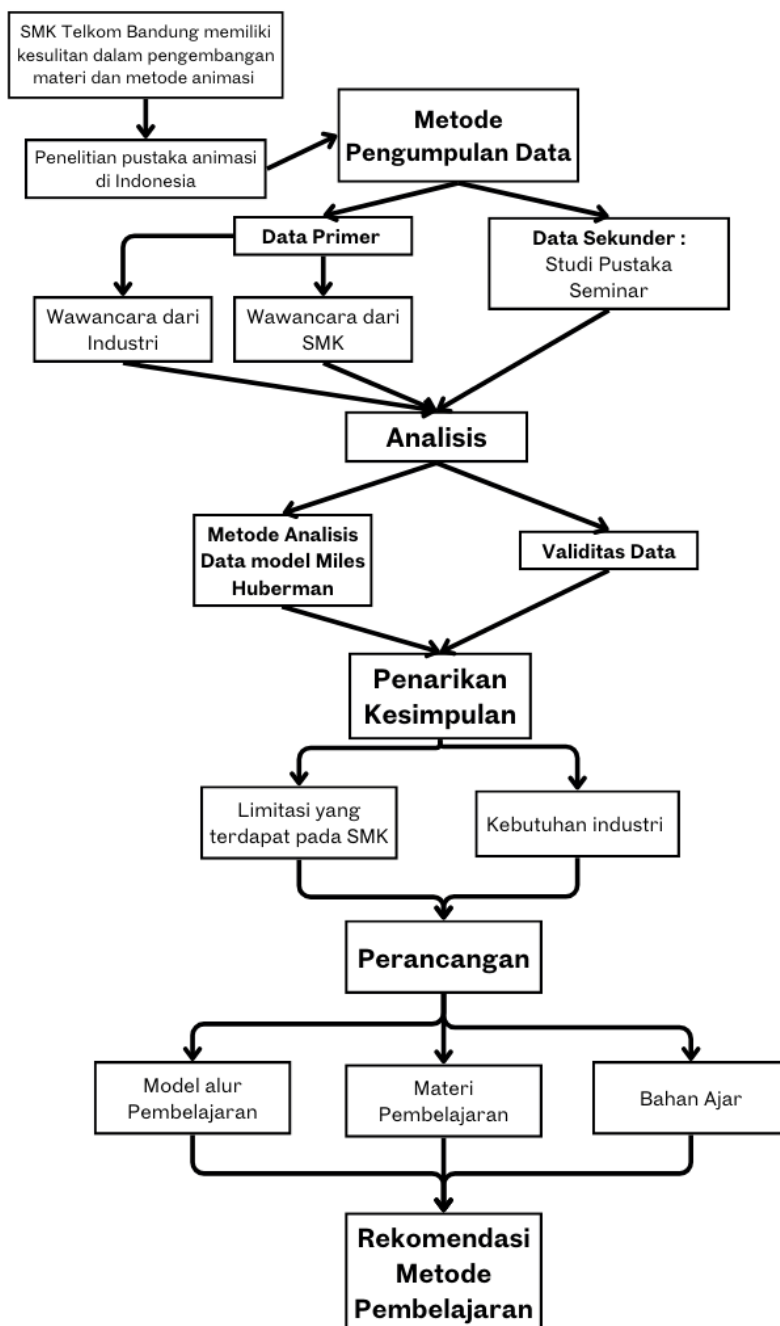 SMK Telkom Bandung memiliki
kesulitan dalam pengembangan
materi dan metode animasi
Penelitian pustaka animasi
di Indonesia
Metode
Pengumpulan Data
Data Primer
Data Sekunder :
Studi Pustaka
Seminar
Wawancara dari
Industri
Wawancara dari
SMK
Analisis
Metode Analisis
Data model Miles
Huberman
Validitas Data
Penarikan
Kesimpulan
Limitasi yang
terdapat pada SMK
Kebutuhan industri
Perancangan
Model alur
Pembelajaran
Materi
Pembelajaran
Bahan Ajar
Rekomendasi
Metode
Pembelajaran